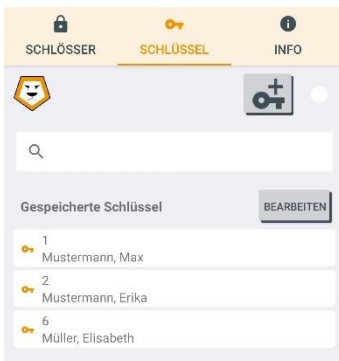 SCHLÖSSER SCHLÜSSEL INFO
Gespeicherte Schlüssel BEARBEITEN
1
Mustermann, Max
2
Mustermann, Erika
6
Müller, Elisabeth